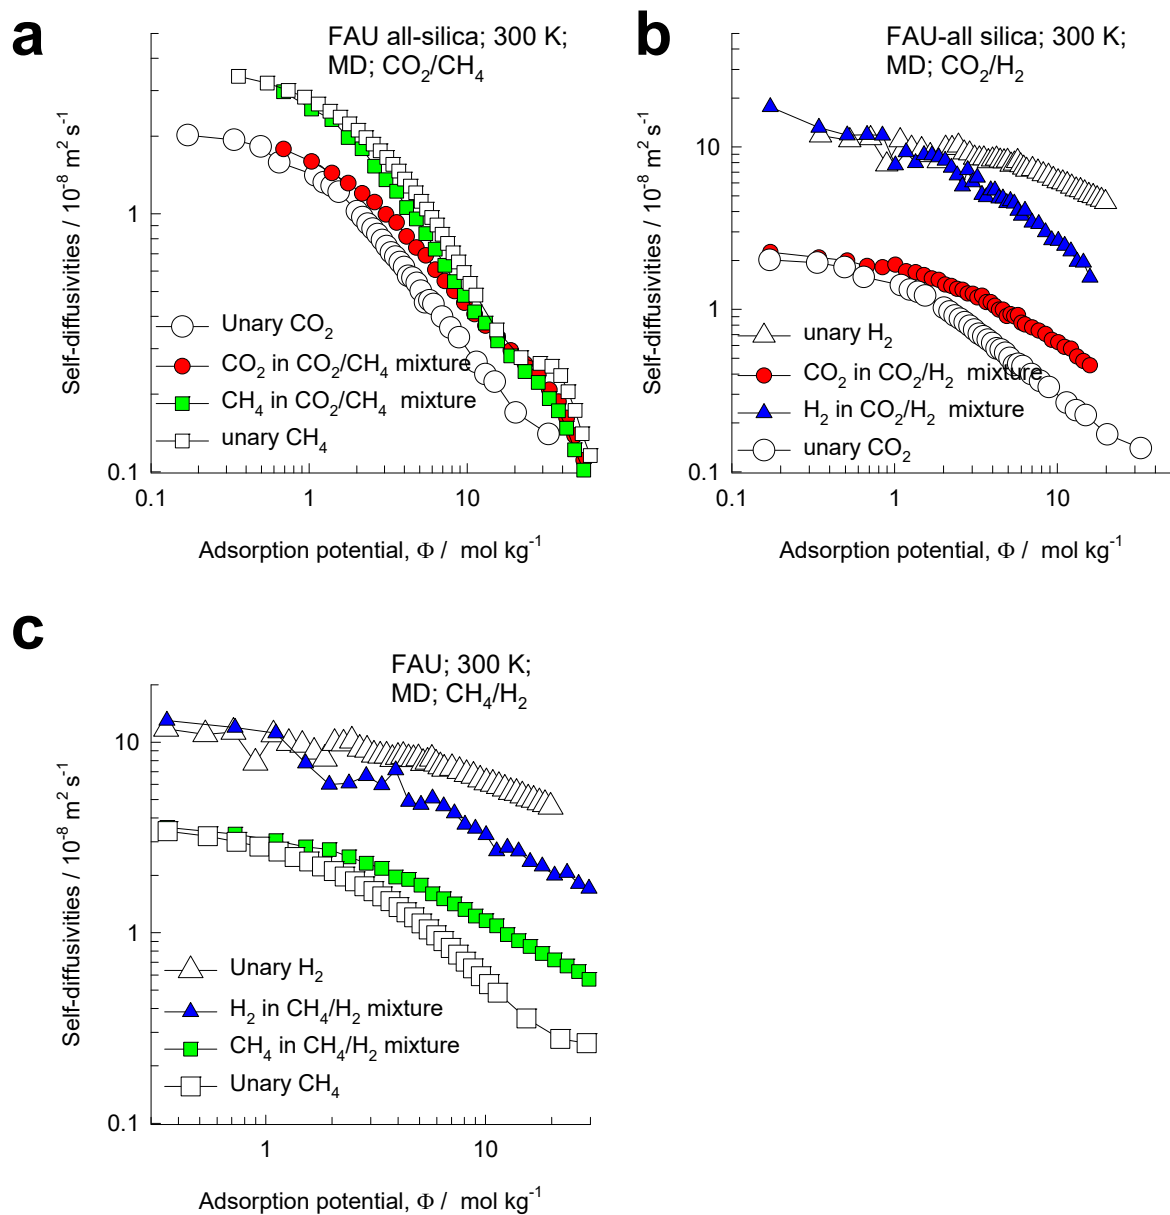 a
FAU all-silica; 300 K;
MD; CO₂/CH₄
Self-diffusivities / 10⁻⁸ m² s⁻¹
1
0.1
Unary CO₂
CO₂ in CO₂/CH₄ mixture
CH₄ in CO₂/CH₄ mixture
unary CH₄
0.1 1 10
Adsorption potential, Φ / mol kg⁻¹
b
FAU-all silica; 300 K;
MD; CO₂/H₂
Self-diffusivities / 10⁻⁸ m² s⁻¹
10
1
0.1
unary H₂
CO₂ in CO₂/H₂ mixture
H₂ in CO₂/H₂ mixture
unary CO₂
0.1 1 10
Adsorption potential, Φ / mol kg⁻¹
c
FAU; 300 K;
MD; CH₄/H₂
Self-diffusivities / 10⁻⁸ m² s⁻¹
10
1
0.1
Unary H₂
H₂ in CH₄/H₂ mixture
CH₄ in CH₄/H₂ mixture
Unary CH₄
1 10
Adsorption potential, Φ / mol kg⁻¹